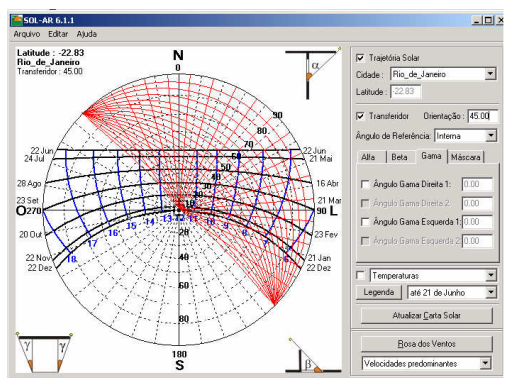 SOL-AR 6.1.1
Arquivo Editar Ajuda
Latitude : -22.83
Rio_de_Janeiro
Transferidor : 45.00
N
0
α
90
80
70
60
50
40
30
20
10
22 Jun
24 Jul
28 Ago
23 Set
O 270
20 Out
22 Nov
22 Dez
22 Jun
21 Mai
16 Abr
21 Mar
90 L
23 Fev
21 Jan
22 Dez
18
17
16
15
14
13
12
11
10
9
8
7
6
20
40
60
80
180
S
γ γ
β
Trajetória Solar
Cidade : Rio_de_Janeiro
Latitude : -22.83
Transferidor Orientação : 45.00
Ângulo de Referência: Interna
Alfa Beta Gama Máscara
Ângulo Gama Direita 1: 0.00
Ângulo Gama Direita 2: 0.00
Ângulo Gama Esquerda 1: 0.00
Ângulo Gama Esquerda 2: 0.00
Temperaturas
Legenda até 21 de Junho
Atualizar Carta Solar
Rosa dos Ventos
Velocidades predominantes